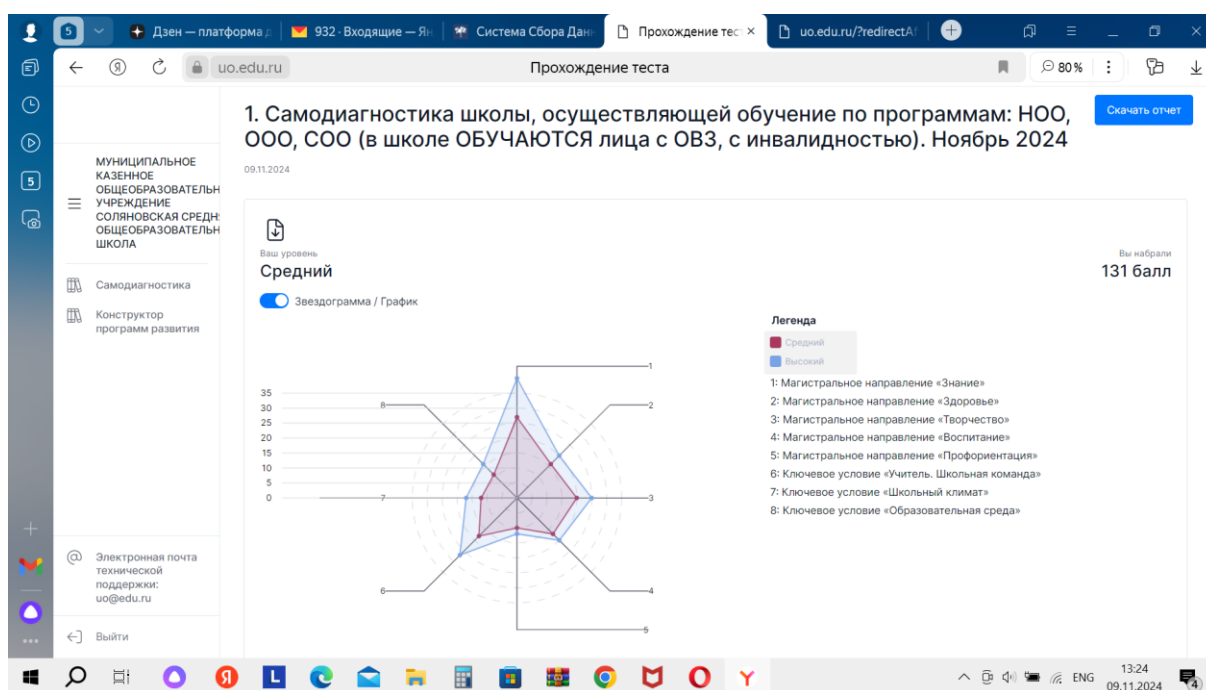 5
Дзен — платформа д
932 · Входящие — Ян
Система Сбора Данн
Прохождение тес
uo.edu.ru/?redirectAf
uo.edu.ru
Прохождение теста
80 %
1. Самодиагностика школы, осуществляющей обучение по программам: НОО,
ООО, СОО (в школе ОБУЧАЮТСЯ лица с ОВЗ, с инвалидностью). Ноябрь 2024
Скачать отчет
09.11.2024
5
МУНИЦИПАЛЬНОЕ
КАЗЕННОЕ
ОБЩЕОБРАЗОВАТЕЛЬН
УЧРЕЖДЕНИЕ
СОЛЯНОВСКАЯ СРЕДН
ОБЩЕОБРАЗОВАТЕЛЬН
ШКОЛА
Самодиагностика
Конструктор
программ развития
Электронная почта
технической
поддержки:
uo@edu.ru
Выйти
Ваш уровень
Средний
Вы набрали
131 балл
Звездограмма / График
35
30
25
20
15
10
5
0
1
2
3
4
5
6
7
8
Легенда
Средний
Высокий
1: Магистральное направление «Знание»
2: Магистральное направление «Здоровье»
3: Магистральное направление «Творчество»
4: Магистральное направление «Воспитание»
5: Магистральное направление «Профориентация»
6: Ключевое условие «Учитель. Школьная команда»
7: Ключевое условие «Школьный климат»
8: Ключевое условие «Образовательная среда»
ENG
13:24
09.11.2024
4